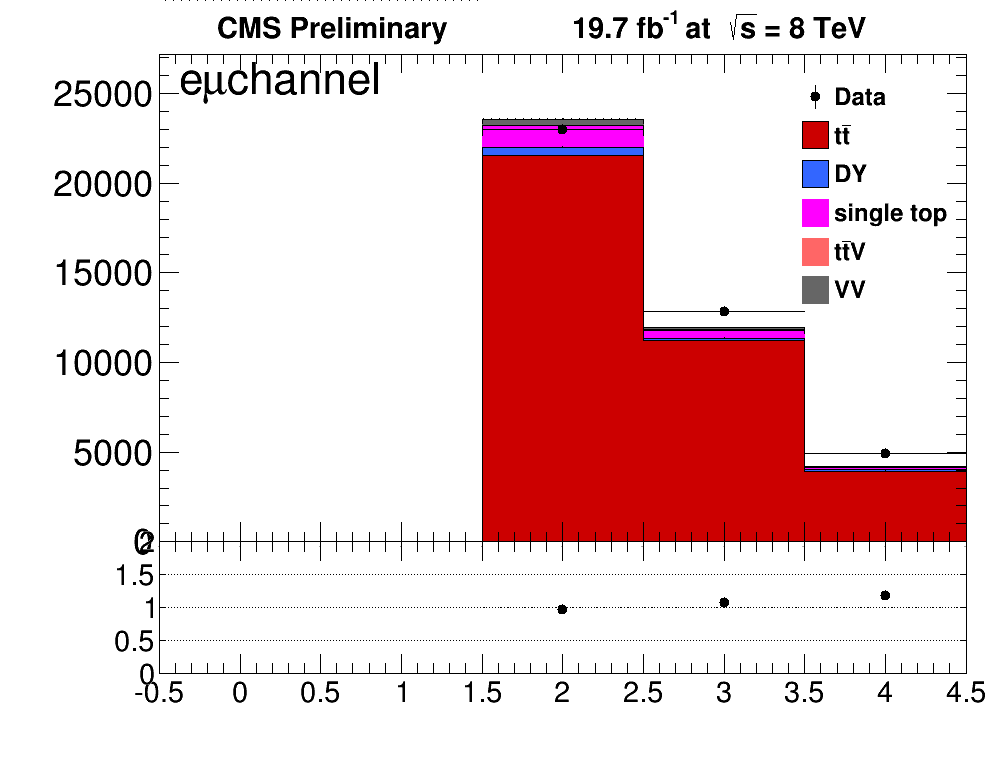 CMS Preliminary 19.7 fb⁻¹ at √s = 8 TeV
eμchannel
Data
tt̄
DY
single top
tt̄V
VV
25000
20000
15000
10000
5000
0
2
1.5
1
0.5
0
-0.5 0 0.5 1 1.5 2 2.5 3 3.5 4 4.5